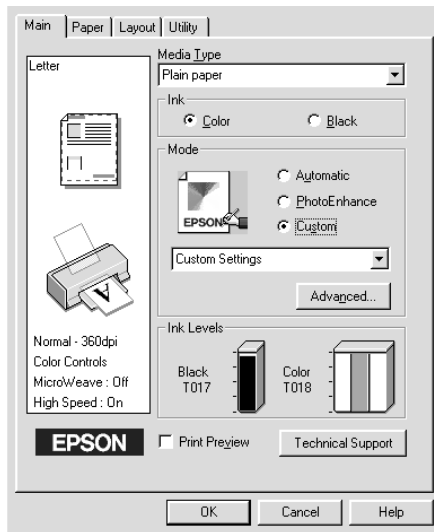 Main Paper Layout Utility
Letter
Media Type
Plain paper
Ink
Color Black
Mode
Automatic
PhotoEnhance
EPSON
Custom
Custom Settings
Advanced...
A
Normal - 360dpi
Color Controls
MicroWeave : Off
High Speed : On
Ink Levels
Black
T017
Color
T018
EPSON
Print Preview
Technical Support
OK Cancel Help